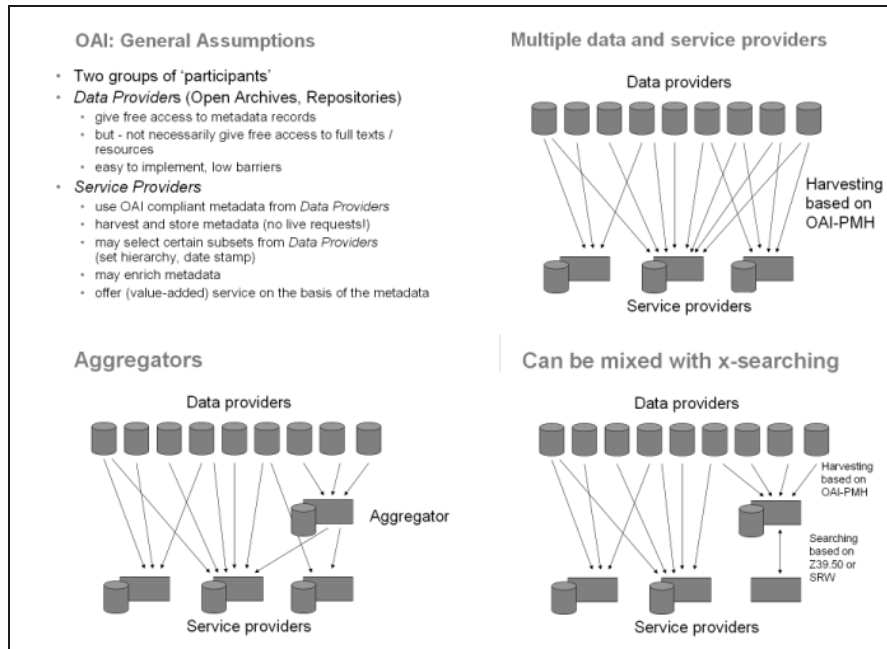 OAI: General Assumptions
• Two groups of ‘participants’
• Data Providers (Open Archives, Repositories)
• give free access to metadata records
• but - not necessarily give free access to full texts /
resources
• easy to implement, low barriers
• Service Providers
• use OAI compliant metadata from Data Providers
• harvest and store metadata (no live requests!)
• may select certain subsets from Data Providers
(set hierarchy, date stamp)
• may enrich metadata
• offer (value-added) service on the basis of the metadata
Multiple data and service providers
Data providers
Harvesting
based on
OAI-PMH
Service providers
Aggregators
Data providers
Aggregator
Service providers
Can be mixed with x-searching
Data providers
Harvesting
based on
OAI-PMH
Searching
based on
Z39.50 or
SRW
Service providers